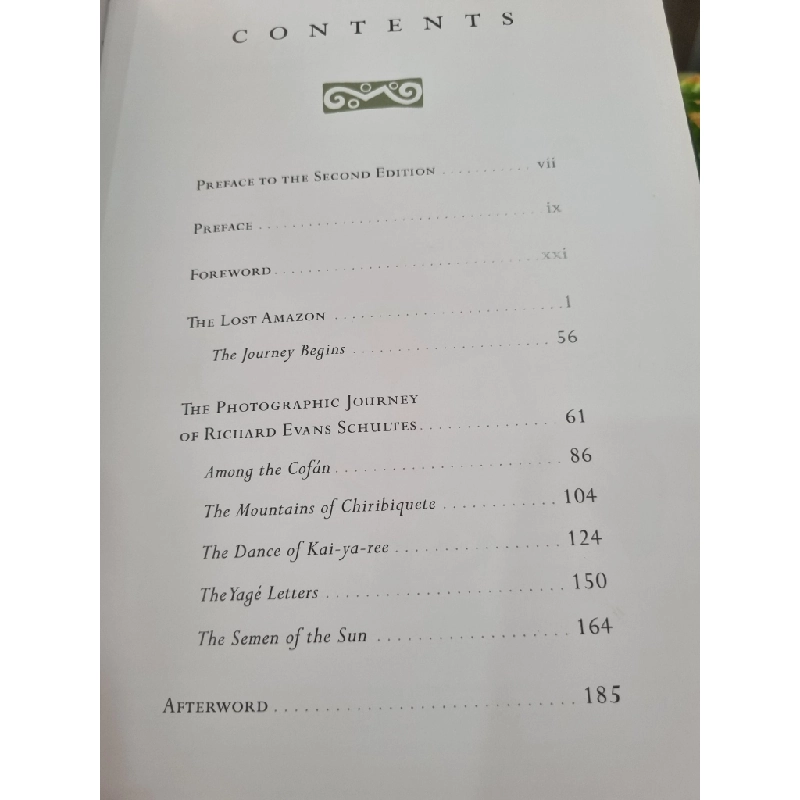 CONTENTS
PREFACE TO THE SECOND EDITION . . . . . . . . . . vii
PREFACE . . . . . . . . . . . . . . . . . . . . . . . . . . . . ix
FOREWORD . . . . . . . . . . . . . . . . . . . . . . . . . . xxi
THE LOST AMAZON . . . . . . . . . . . . . . . . . . . . . 1
The Journey Begins . . . . . . . . . . . . . . . . . . . . 56
THE PHOTOGRAPHIC JOURNEY
OF RICHARD EVANS SCHULTES . . . . . . . . . . . . . . 61
Among the Cofán . . . . . . . . . . . . . . . . . . . . . . 86
The Mountains of Chiribiquete . . . . . . . . . . . . 104
The Dance of Kai-ya-ree . . . . . . . . . . . . . . . . . 124
The Yagé Letters . . . . . . . . . . . . . . . . . . . . . . . 150
The Semen of the Sun . . . . . . . . . . . . . . . . . . 164
AFTERWORD . . . . . . . . . . . . . . . . . . . . . . . . . . 185